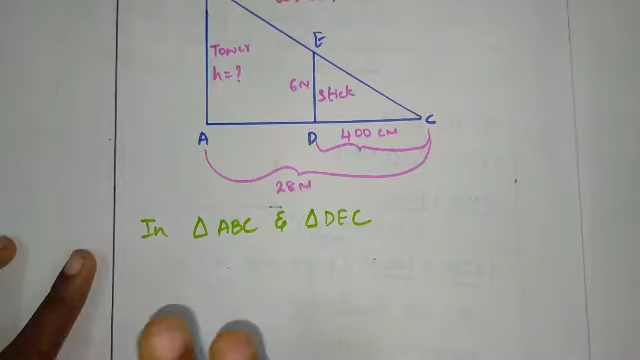 Tower
h=?
E
6M
Stick
400 CM
A
D
C
28M
In Δ ABC & Δ DEC